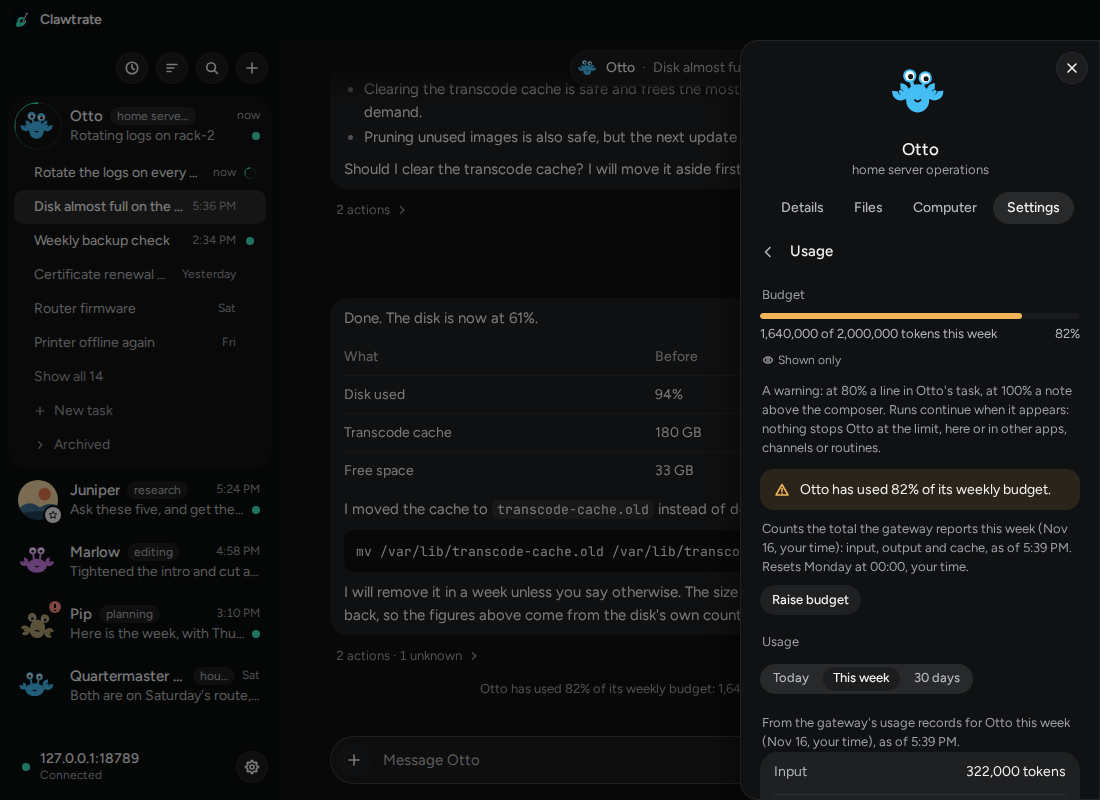 Clawtrate
Otto home serve... now
Rotating logs on rack-2
Rotate the logs on every ... now
Disk almost full on the ... 5:36 PM
Weekly backup check 2:34 PM
Certificate renewal ... Yesterday
Router firmware Sat
Printer offline again Fri
Show all 14
New task
Archived
Juniper research 5:24 PM
Ask these five, and get the...
Marlow editing 4:58 PM
Tightened the intro and cut a...
Pip planning 3:10 PM
Here is the week, with Thu...
Quartermaster ... hou... Sat
Both are on Saturday's route,...
127.0.0.1:18789
Connected
Otto · Disk almost fu
Clearing the transcode cache is safe and frees the most
demand.
Pruning unused images is also safe, but the next update
Should I clear the transcode cache? I will move it aside first
2 actions
Done. The disk is now at 61%.
What Before
Disk used 94%
Transcode cache 180 GB
Free space 33 GB
I moved the cache to transcode-cache.old instead of d
mv /var/lib/transcode-cache.old /var/lib/transco
I will remove it in a week unless you say otherwise. The size
back, so the figures above come from the disk's own count
2 actions · 1 unknown
Otto has used 82% of its weekly budget: 1,64
Message Otto
Otto
home server operations
Details Files Computer Settings
Usage
Budget
1,640,000 of 2,000,000 tokens this week 82%
Shown only
A warning: at 80% a line in Otto's task, at 100% a note
above the composer. Runs continue when it appears:
nothing stops Otto at the limit, here or in other apps,
channels or routines.
Otto has used 82% of its weekly budget.
Counts the total the gateway reports this week (Nov
16, your time): input, output and cache, as of 5:39 PM.
Resets Monday at 00:00, your time.
Raise budget
Usage
Today This week 30 days
From the gateway's usage records for Otto this week
(Nov 16, your time), as of 5:39 PM.
Input 322,000 tokens